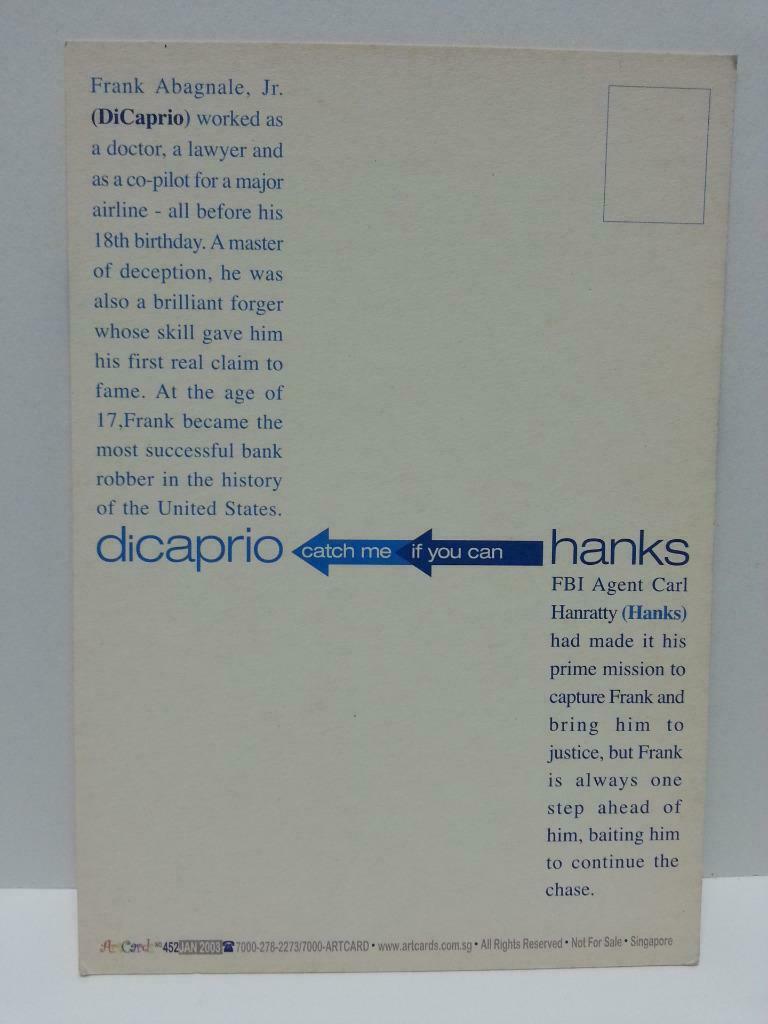 Frank Abagnale, Jr.
(DiCaprio) worked as
a doctor, a lawyer and
as a co-pilot for a major
airline - all before his
18th birthday. A master
of deception, he was
also a brilliant forger
whose skill gave him
his first real claim to
fame. At the age of
17,Frank became the
most successful bank
robber in the history
of the United States.
dicaprio catch me if you can hanks
FBI Agent Carl
Hanratty (Hanks)
had made it his
prime mission to
capture Frank and
bring him to
justice, but Frank
is always one
step ahead of
him, baiting him
to continue the
chase.
Art Card NO 452 JAN 2003 ☎7000-278-2273/7000-ARTCARD • www.artcards.com.sg • All Rights Reserved • Not For Sale • Singapore